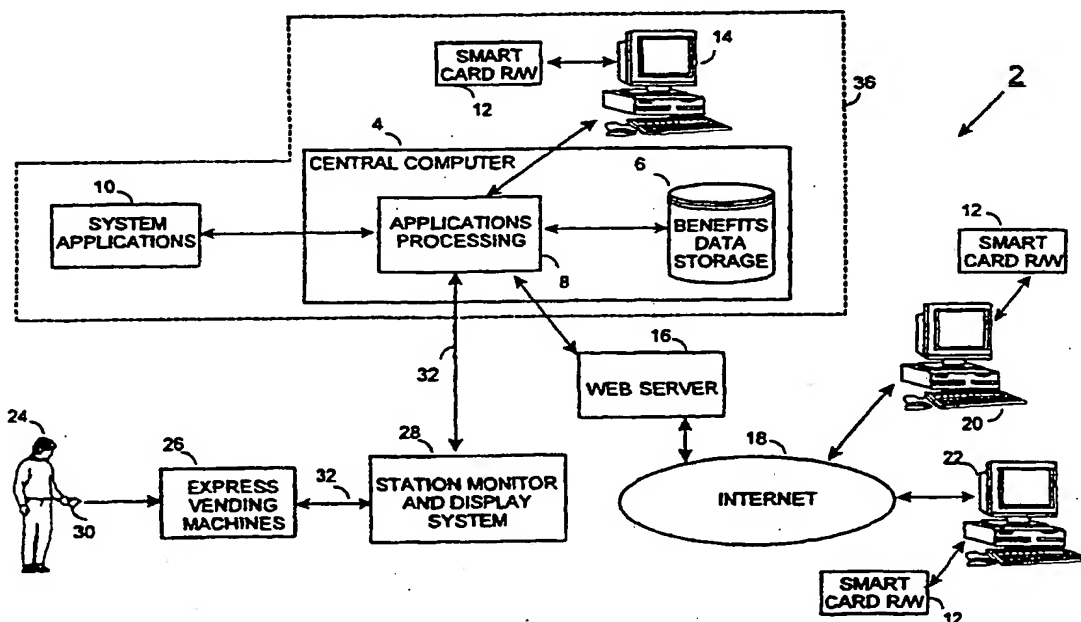 SMART
CARD R/W
12
14
36
2
4
CENTRAL COMPUTER
6
10
SYSTEM
APPLICATIONS
APPLICATIONS
PROCESSING
8
BENEFITS
DATA
STORAGE
12
SMART
CARD R/W
32
16
WEB SERVER
20
24
26
EXPRESS
VENDING
MACHINES
30
32
28
STATION MONITOR
AND DISPLAY
SYSTEM
18
INTERNET
22
SMART
CARD R/W
12